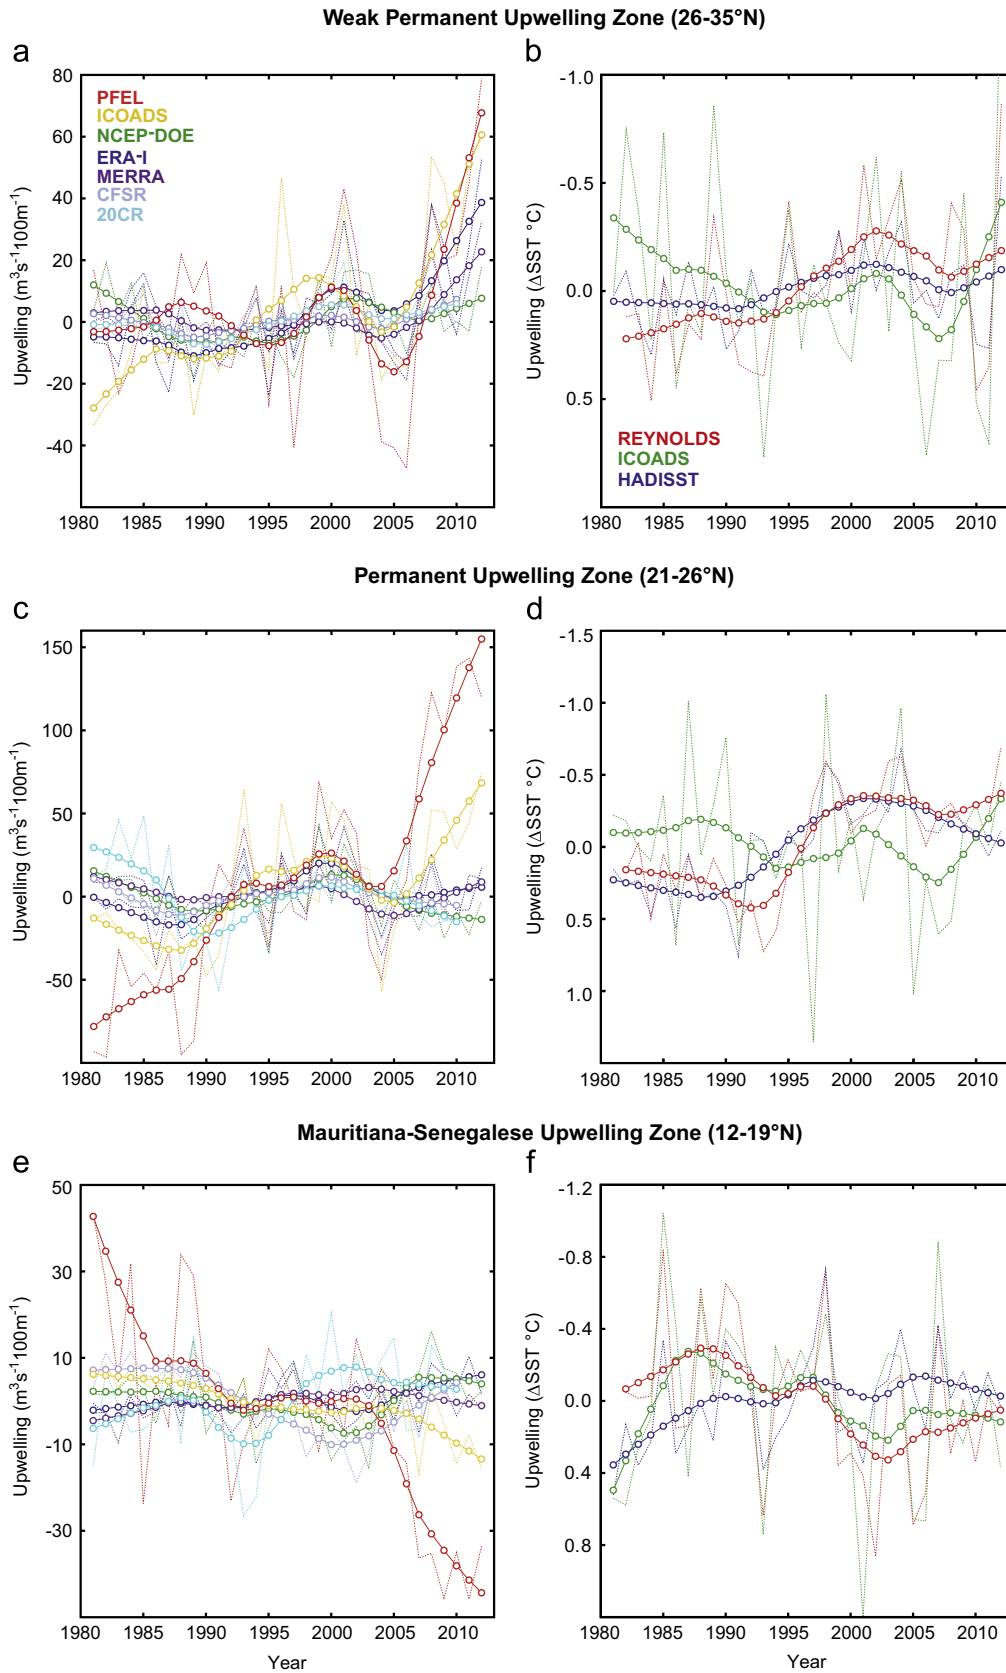 Weak Permanent Upwelling Zone (26-35°N)
a
b
80
60
40
20
0
-20
-40
Upwelling (m³s⁻¹100m⁻¹)
PFEL
ICOADS
NCEP-DOE
ERA-I
MERRA
CFSR
20CR
1980 1985 1990 1995 2000 2005 2010
-1.0
-0.5
0.0
0.5
Upwelling (ΔSST °C)
REYNOLDS
ICOADS
HADISST
1980 1985 1990 1995 2000 2005 2010
Permanent Upwelling Zone (21-26°N)
c
d
150
100
50
0
-50
Upwelling (m³s⁻¹100m⁻¹)
1980 1985 1990 1995 2000 2005 2010
-1.5
-1.0
-0.5
0.0
0.5
1.0
Upwelling (ΔSST °C)
1980 1985 1990 1995 2000 2005 2010
Mauritiana-Senegalese Upwelling Zone (12-19°N)
e
f
50
30
10
-10
-30
Upwelling (m³s⁻¹100m⁻¹)
1980 1985 1990 1995 2000 2005 2010
Year
-1.2
-0.8
-0.4
0.0
0.4
0.8
Upwelling (ΔSST °C)
1980 1985 1990 1995 2000 2005 2010
Year